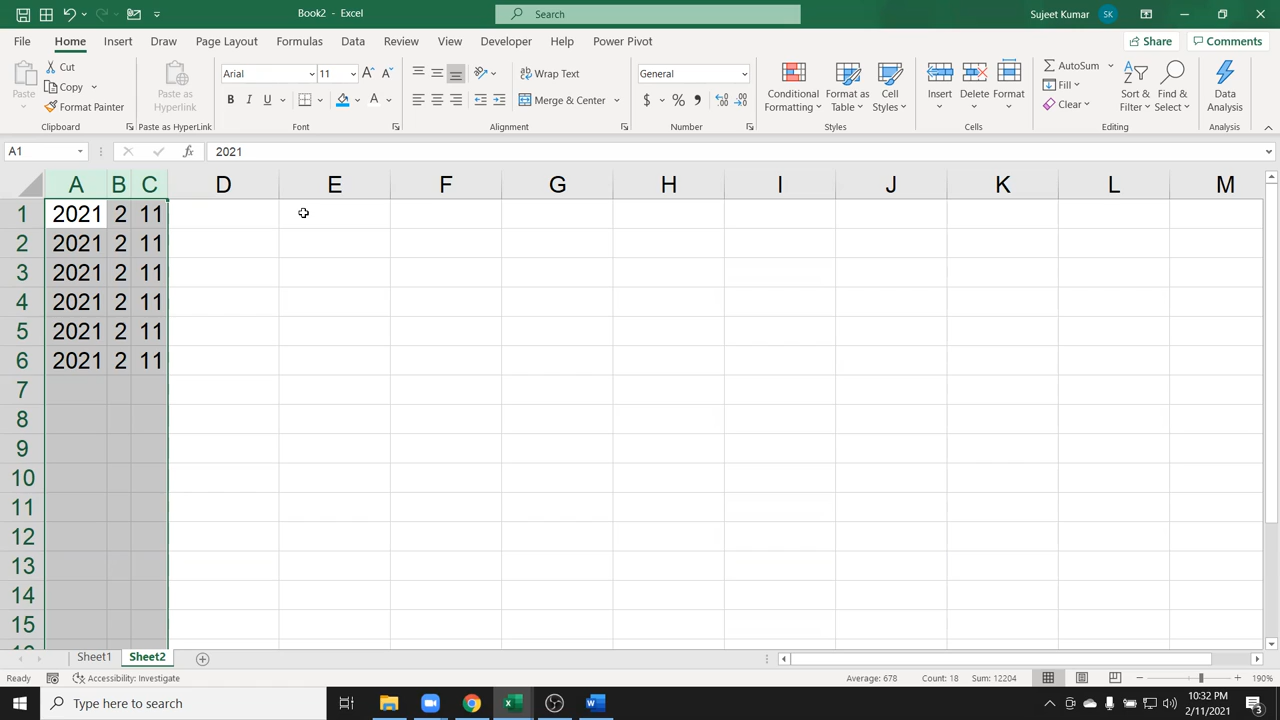 Book2 - Excel
Search
Sujeet Kumar
SK
File Home Insert Draw Page Layout Formulas Data Review View Developer Help Power Pivot
Share
Comments
Paste
Cut
Copy
Format Painter
Clipboard
Paste as Hyperlink
Paste as HyperLink
Arial
11
B I U
Font
Wrap Text
Merge & Center
Alignment
General
$ % ,
Number
Conditional Formatting
Format as Table
Cell Styles
Styles
Insert Delete Format
Cells
AutoSum
Fill
Clear
Sort & Filter
Find & Select
Editing
Data Analysis
Analysis
A1
fx
2021
A B C D E F G H I J K L M
1 2021 2 11
2 2021 2 11
3 2021 2 11
4 2021 2 11
5 2021 2 11
6 2021 2 11
7
8
9
10
11
12
13
14
15
Sheet1 Sheet2
Ready
Accessibility: Investigate
Average: 678 Count: 18 Sum: 12204
190%
Type here to search
10:32 PM
2/11/2021
3